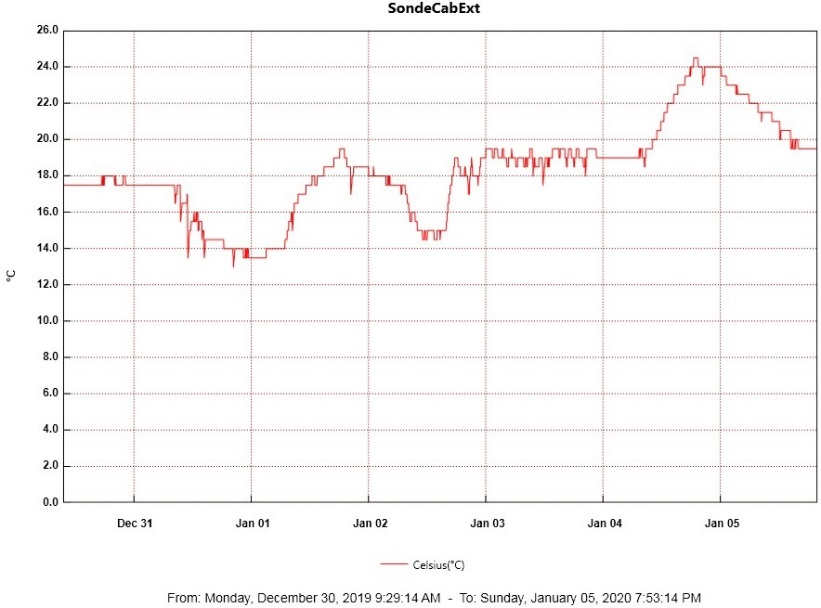 SondeCabExt
26.0
24.0
22.0
20.0
18.0
16.0
14.0
12.0
10.0
8.0
6.0
4.0
2.0
0.0
°C
Dec 31 Jan 01 Jan 02 Jan 03 Jan 04 Jan 05
Celsius(°C)
From: Monday, December 30, 2019 9:29:14 AM - To: Sunday, January 05, 2020 7:53:14 PM